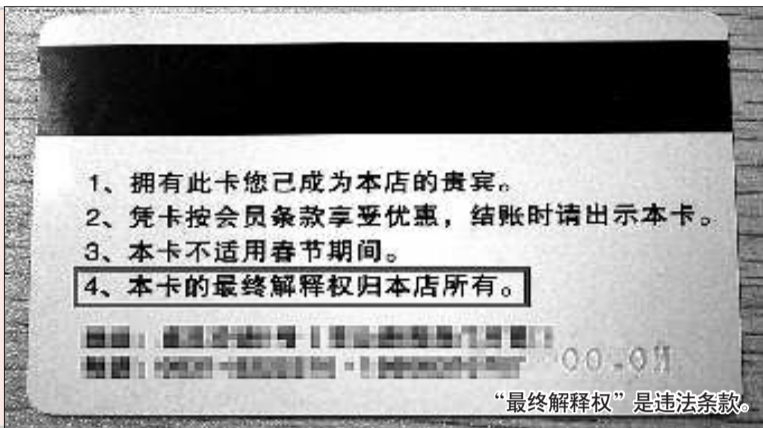 1、拥有此卡您已成为本店的贵宾。
2、凭卡按会员条款享受优惠，结账时请出示本卡。
3、本卡不适用春节期间。
4、本卡的最终解释权归本店所有。
“最终解释权”是违法条款。